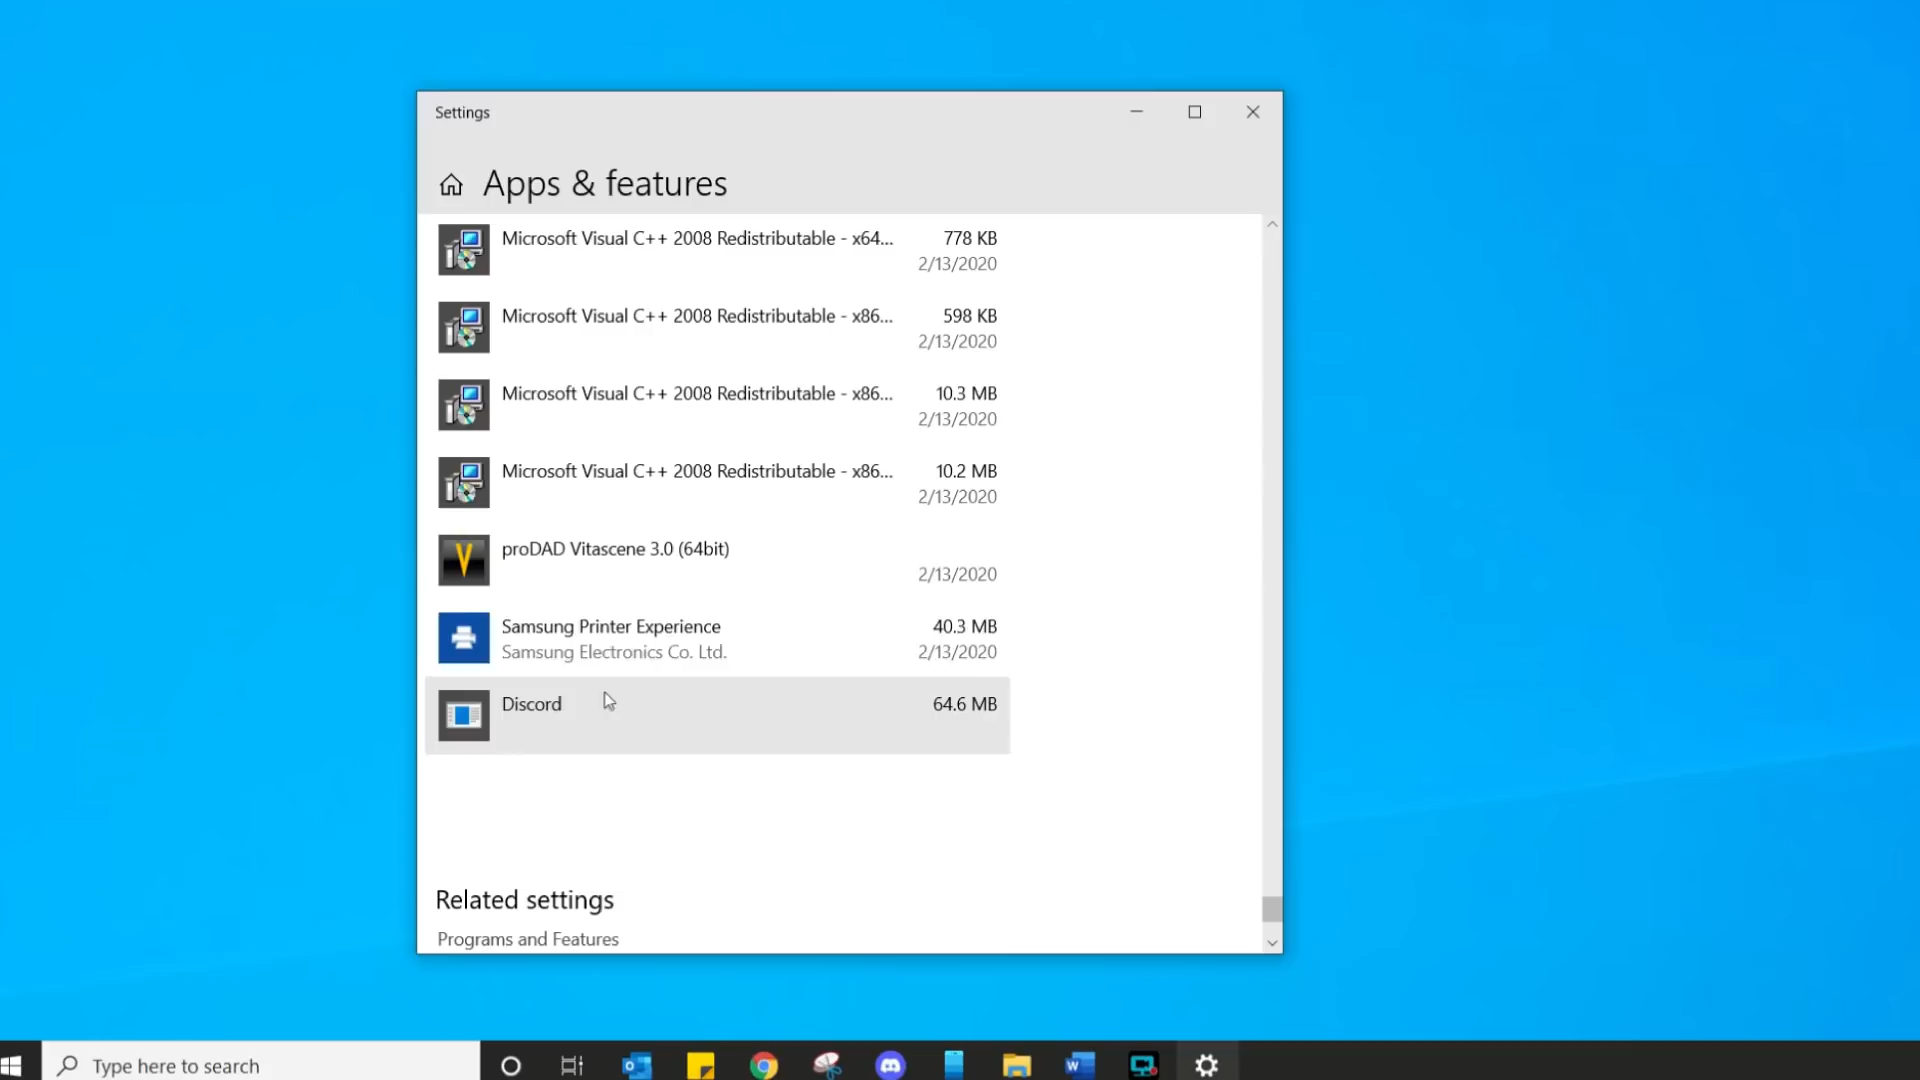 Settings
Apps & features
Microsoft Visual C++ 2008 Redistributable - x64... 778 KB
2/13/2020
Microsoft Visual C++ 2008 Redistributable - x86... 598 KB
2/13/2020
Microsoft Visual C++ 2008 Redistributable - x86... 10.3 MB
2/13/2020
Microsoft Visual C++ 2008 Redistributable - x86... 10.2 MB
2/13/2020
proDAD Vitascene 3.0 (64bit)
2/13/2020
Samsung Printer Experience 40.3 MB
Samsung Electronics Co. Ltd. 2/13/2020
Discord 64.6 MB
Related settings
Programs and Features
Type here to search